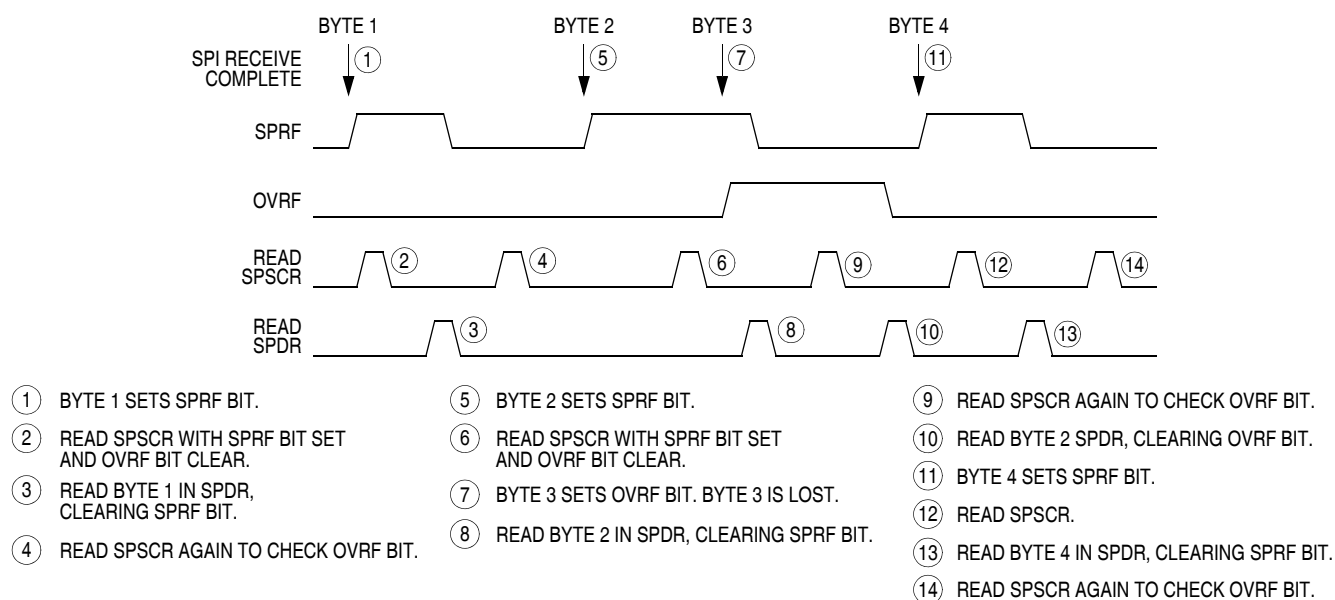 BYTE 1 BYTE 2 BYTE 3 BYTE 4
SPI RECEIVE
COMPLETE
1 5 7 11
SPRF
OVRF
READ
SPSCR
2 4 6 9 12 14
READ
SPDR
3 8 10 13
1 BYTE 1 SETS SPRF BIT.
2 READ SPSCR WITH SPRF BIT SET
AND OVRF BIT CLEAR.
3 READ BYTE 1 IN SPDR,
CLEARING SPRF BIT.
4 READ SPSCR AGAIN TO CHECK OVRF BIT.
5 BYTE 2 SETS SPRF BIT.
6 READ SPSCR WITH SPRF BIT SET
AND OVRF BIT CLEAR.
7 BYTE 3 SETS OVRF BIT. BYTE 3 IS LOST.
8 READ BYTE 2 IN SPDR, CLEARING SPRF BIT.
9 READ SPSCR AGAIN TO CHECK OVRF BIT.
10 READ BYTE 2 SPDR, CLEARING OVRF BIT.
11 BYTE 4 SETS SPRF BIT.
12 READ SPSCR.
13 READ BYTE 4 IN SPDR, CLEARING SPRF BIT.
14 READ SPSCR AGAIN TO CHECK OVRF BIT.